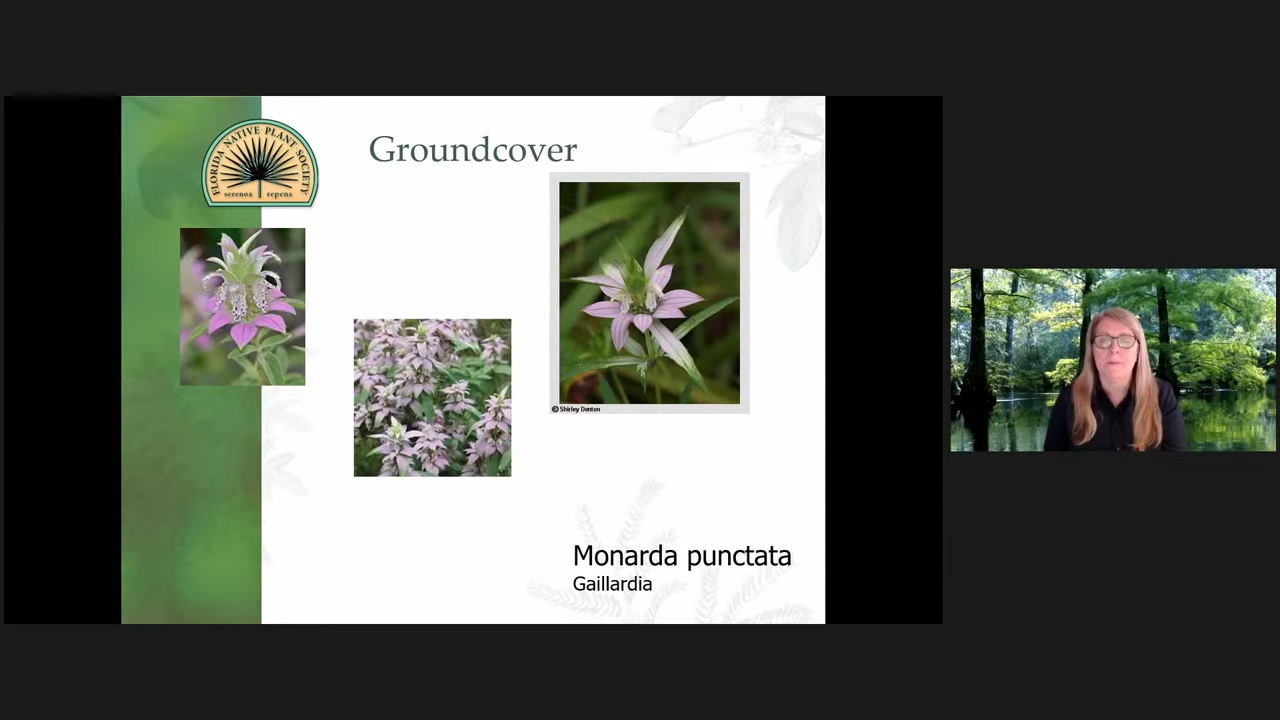 FLORIDA NATIVE PLANT SOCIETY
serenoa repens
Groundcover
© Shirley Denton
Monarda punctata
Gaillardia